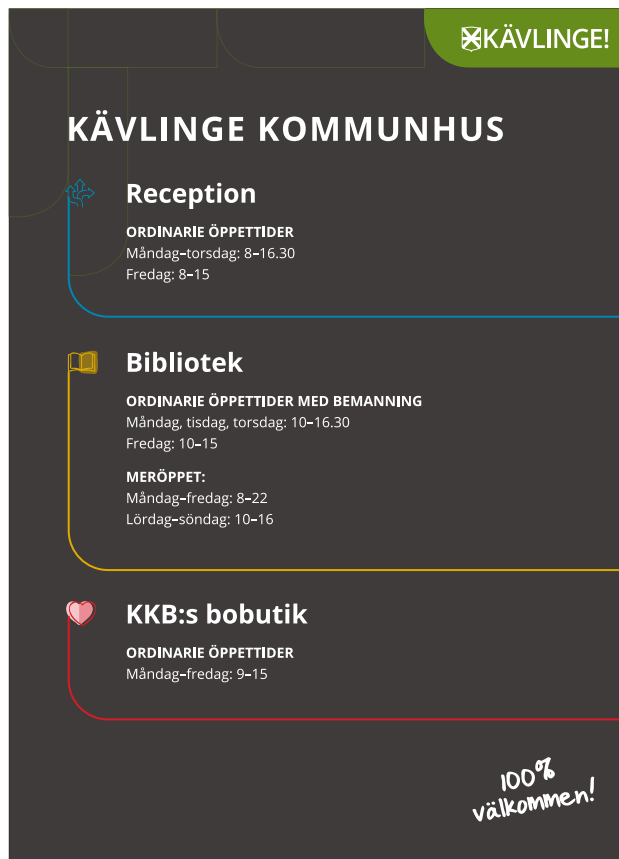 KÄVLINGE!
KÄVLINGE KOMMUNHUS
Reception
ORDINARIE ÖPPETTIDER
Måndag–torsdag: 8–16.30
Fredag: 8–15
Bibliotek
ORDINARIE ÖPPETTIDER MED BEMANNING
Måndag, tisdag, torsdag: 10–16.30
Fredag: 10–15
MERÖPPET:
Måndag–fredag: 8–22
Lördag–söndag: 10–16
KKB:s bobutik
ORDINARIE ÖPPETTIDER
Måndag–fredag: 9–15
100%
välkommen!